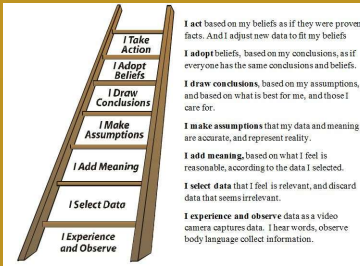 I Take
Action
I Adopt
Beliefs
I Draw
Conclusions
I Make
Assumptions
I Add Meaning
I Select Data
I Experience
and Observe
I act based on my beliefs as if they were proven
facts. And I adjust new data to fit my beliefs
I adopt beliefs, based on my conclusions, as if
everyone has the same conclusions and beliefs.
I draw conclusions, based on my assumptions,
and based on what is best for me, and those I
care for.
I make assumptions that my data and meaning
are accurate, and represent reality.
I add meaning, based on what I feel is
reasonable, according to the data I selected.
I select data that I feel is relevant, and discard
data that seems irrelevant.
I experience and observe data as a video
camera captures data. I hear words, observe
body language collect information.